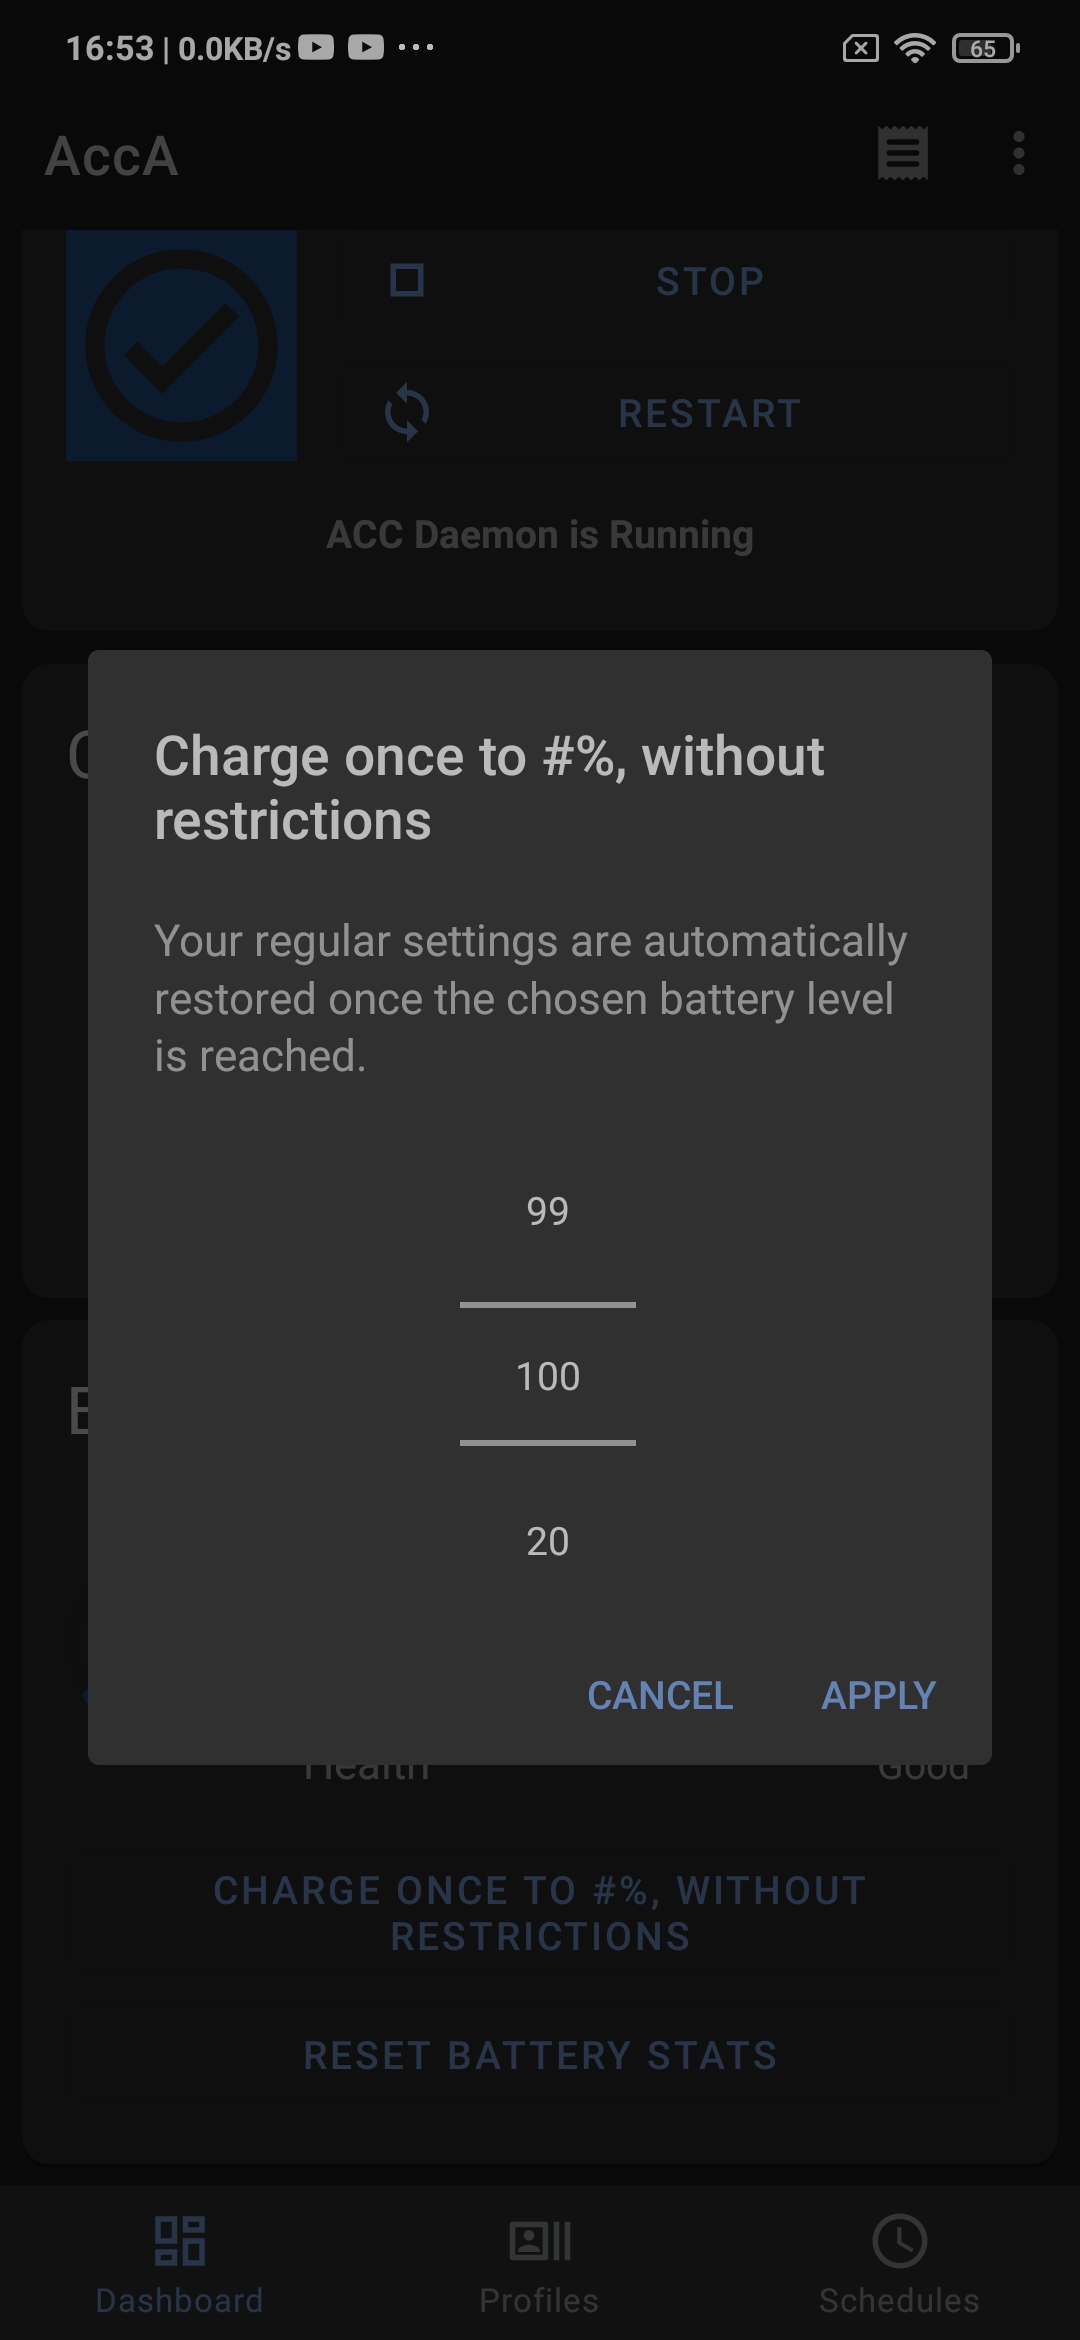 16:53 | 0.0KB/s
65
AccA
STOP
RESTART
ACC Daemon is Running
Charge once to #%, without
restrictions
Your regular settings are automatically
restored once the chosen battery level
is reached.
99
100
20
CANCEL APPLY
Health Good
CHARGE ONCE TO #%, WITHOUT
RESTRICTIONS
RESET BATTERY STATS
Dashboard Profiles Schedules